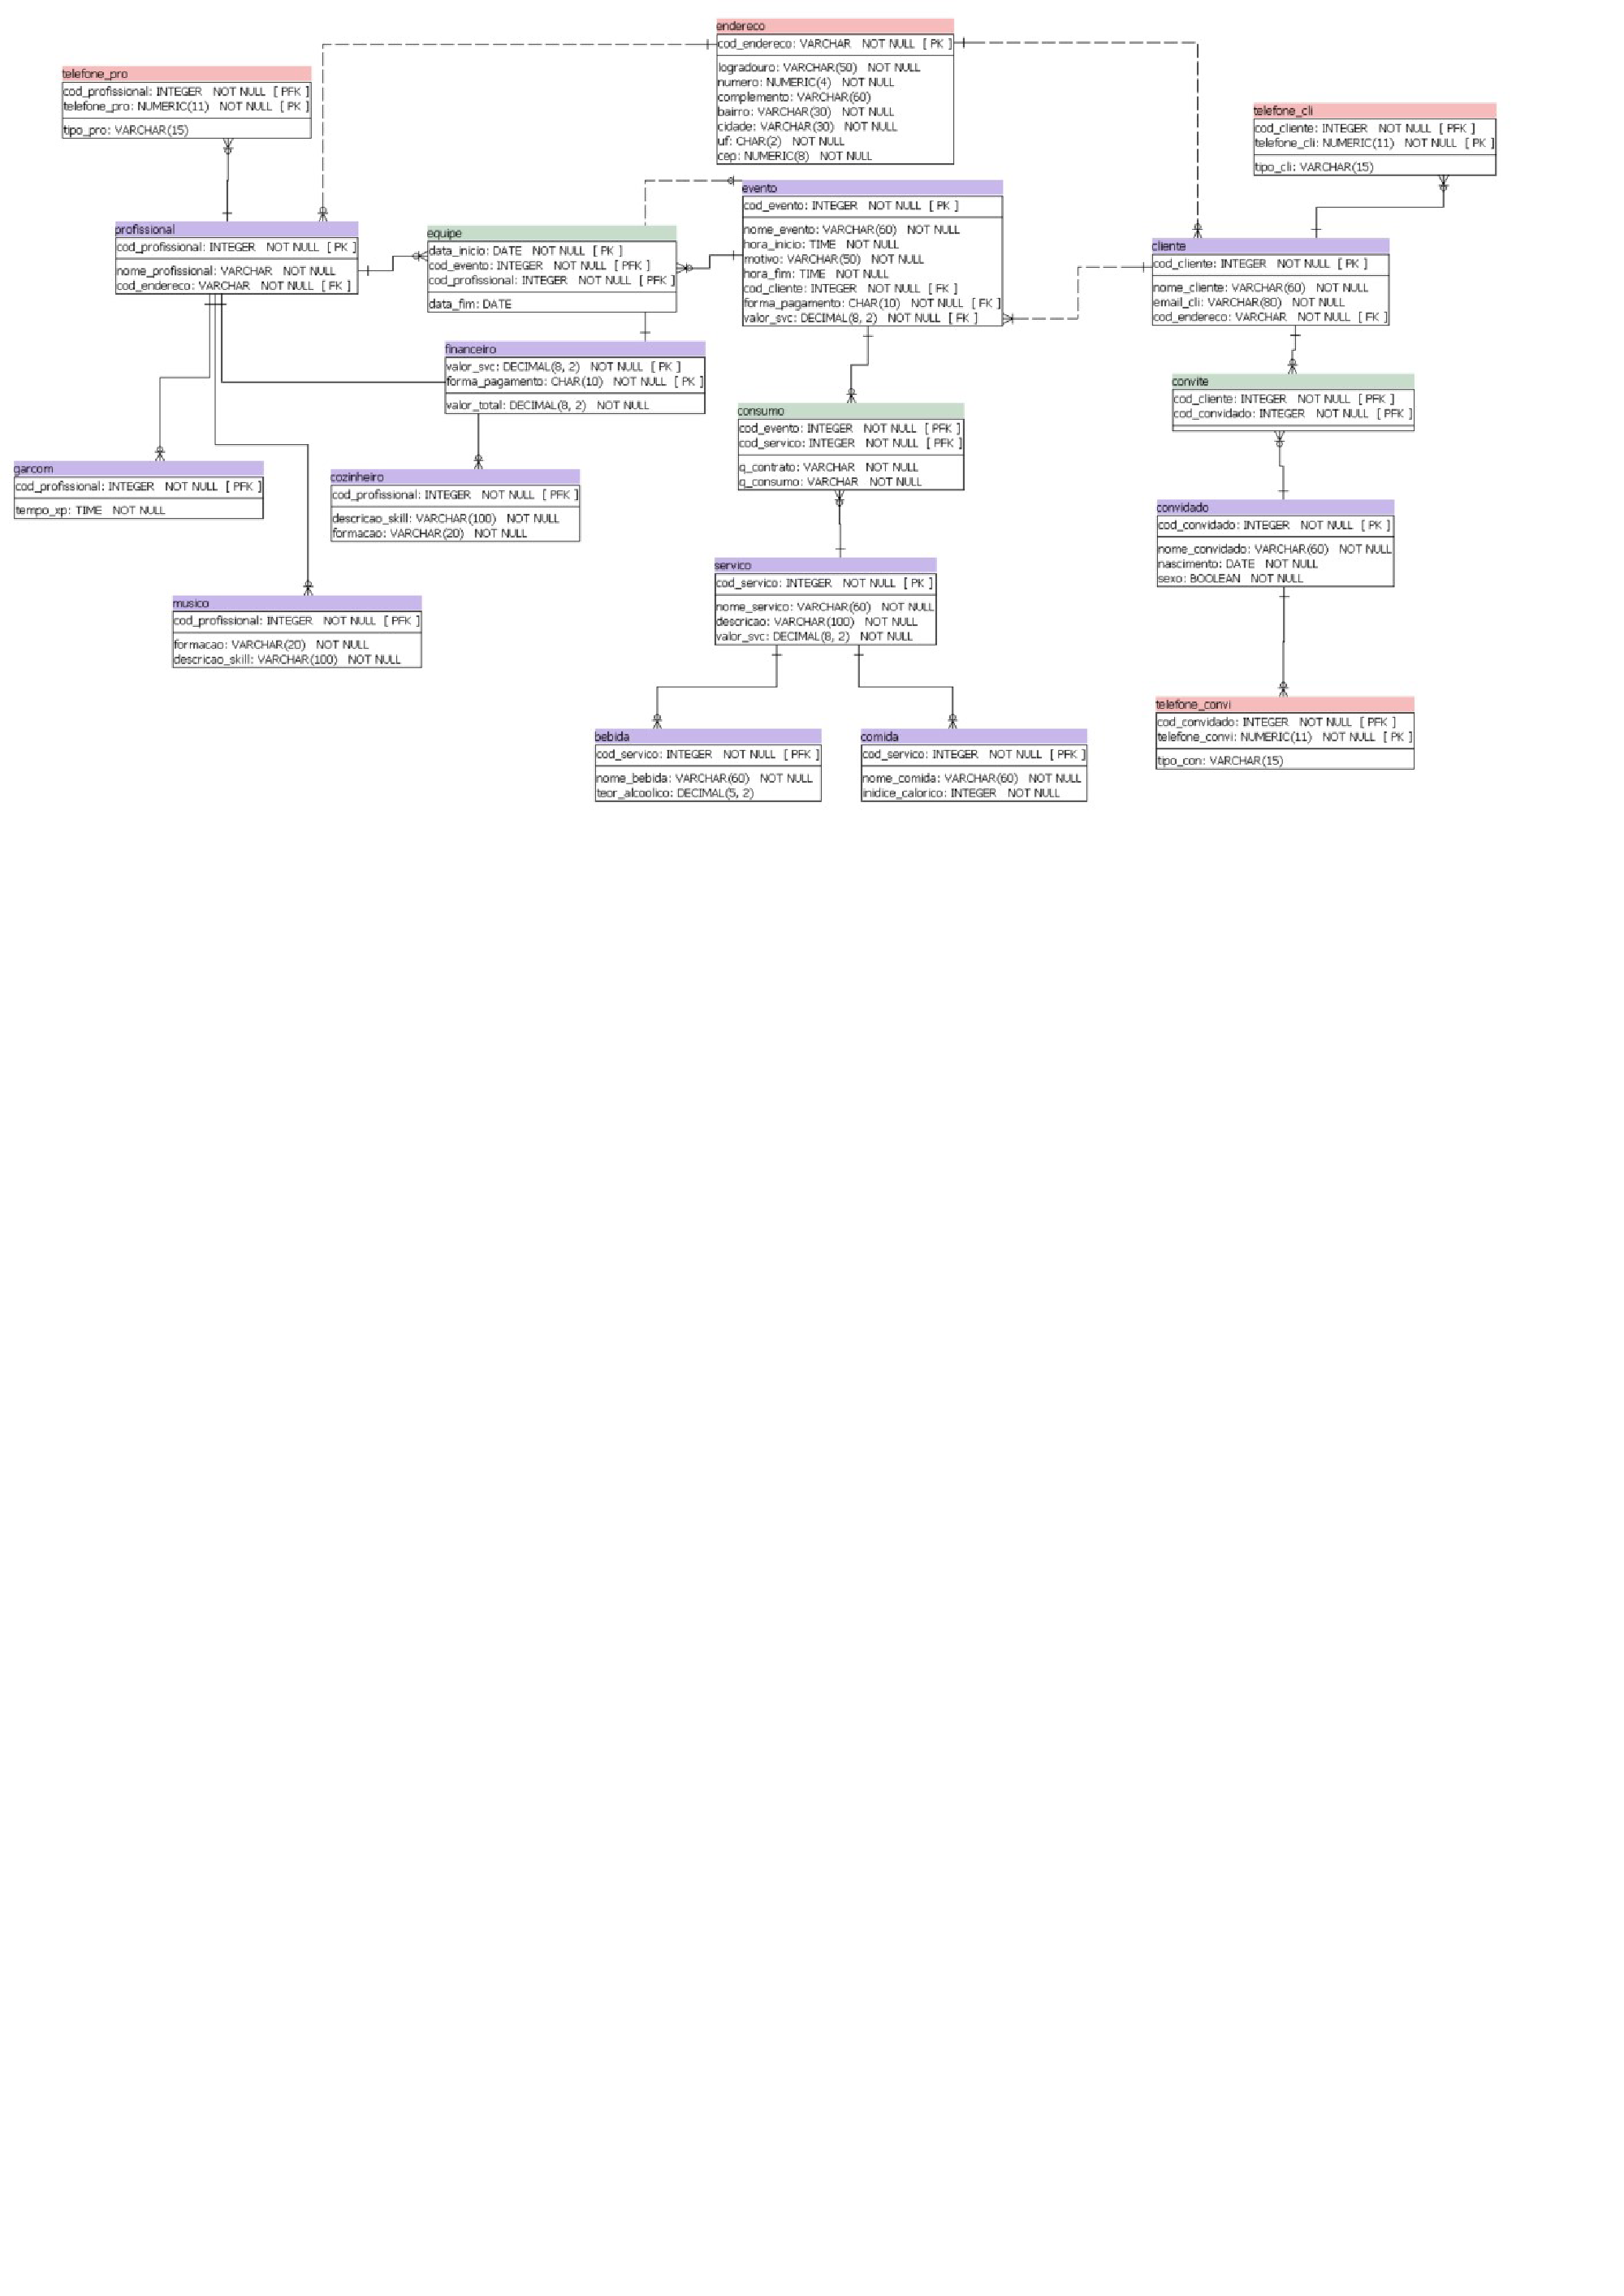 endereco
cod_endereco: VARCHAR NOT NULL [ PK ]
logradouro: VARCHAR(50) NOT NULL
numero: NUMERIC(4) NOT NULL
complemento: VARCHAR(60)
bairro: VARCHAR(30) NOT NULL
cidade: VARCHAR(30) NOT NULL
uf: CHAR(2) NOT NULL
cep: NUMERIC(8) NOT NULL
telefone_pro
cod_profissional: INTEGER NOT NULL [ PFK ]
telefone_pro: NUMERIC(11) NOT NULL [ PK ]
tipo_pro: VARCHAR(15)
telefone_cli
cod_cliente: INTEGER NOT NULL [ PFK ]
telefone_cli: NUMERIC(11) NOT NULL [ PK ]
tipo_cli: VARCHAR(15)
profissional
cod_profissional: INTEGER NOT NULL [ PK ]
nome_profissional: VARCHAR NOT NULL
cod_endereco: VARCHAR NOT NULL [ FK ]
equipe
data_inicio: DATE NOT NULL [ PK ]
cod_evento: INTEGER NOT NULL [ PFK ]
cod_profissional: INTEGER NOT NULL [ PFK ]
data_fim: DATE
evento
cod_evento: INTEGER NOT NULL [ PK ]
nome_evento: VARCHAR(60) NOT NULL
hora_inicio: TIME NOT NULL
motivo: VARCHAR(50) NOT NULL
hora_fim: TIME NOT NULL
cod_cliente: INTEGER NOT NULL [ FK ]
forma_pagamento: CHAR(10) NOT NULL [ FK ]
valor_svc: DECIMAL(8, 2) NOT NULL [ FK ]
cliente
cod_cliente: INTEGER NOT NULL [ PK ]
nome_cliente: VARCHAR(60) NOT NULL
email_cli: VARCHAR(80) NOT NULL
cod_endereco: VARCHAR NOT NULL [ FK ]
financeiro
valor_svc: DECIMAL(8, 2) NOT NULL [ PK ]
forma_pagamento: CHAR(10) NOT NULL [ PK ]
valor_total: DECIMAL(8, 2) NOT NULL
convite
cod_cliente: INTEGER NOT NULL [ PFK ]
cod_convidado: INTEGER NOT NULL [ PFK ]
consumo
cod_evento: INTEGER NOT NULL [ PFK ]
cod_servico: INTEGER NOT NULL [ PFK ]
q_contrato: VARCHAR NOT NULL
q_consumo: VARCHAR NOT NULL
garcom
cod_profissional: INTEGER NOT NULL [ PFK ]
tempo_xp: TIME NOT NULL
cozinheiro
cod_profissional: INTEGER NOT NULL [ PFK ]
descricao_skill: VARCHAR(100) NOT NULL
formacao: VARCHAR(20) NOT NULL
convidado
cod_convidado: INTEGER NOT NULL [ PK ]
nome_convidado: VARCHAR(60) NOT NULL
nascimento: DATE NOT NULL
sexo: BOOLEAN NOT NULL
servico
cod_servico: INTEGER NOT NULL [ PK ]
nome_servico: VARCHAR(60) NOT NULL
descricao: VARCHAR(100) NOT NULL
valor_svc: DECIMAL(8, 2) NOT NULL
musico
cod_profissional: INTEGER NOT NULL [ PFK ]
formacao: VARCHAR(20) NOT NULL
descricao_skill: VARCHAR(100) NOT NULL
telefone_convi
cod_convidado: INTEGER NOT NULL [ PFK ]
telefone_convi: NUMERIC(11) NOT NULL [ PK ]
tipo_con: VARCHAR(15)
bebida
cod_servico: INTEGER NOT NULL [ PFK ]
nome_bebida: VARCHAR(60) NOT NULL
teor_alcoolico: DECIMAL(5, 2)
comida
cod_servico: INTEGER NOT NULL [ PFK ]
nome_comida: VARCHAR(60) NOT NULL
inidice_calorico: INTEGER NOT NULL